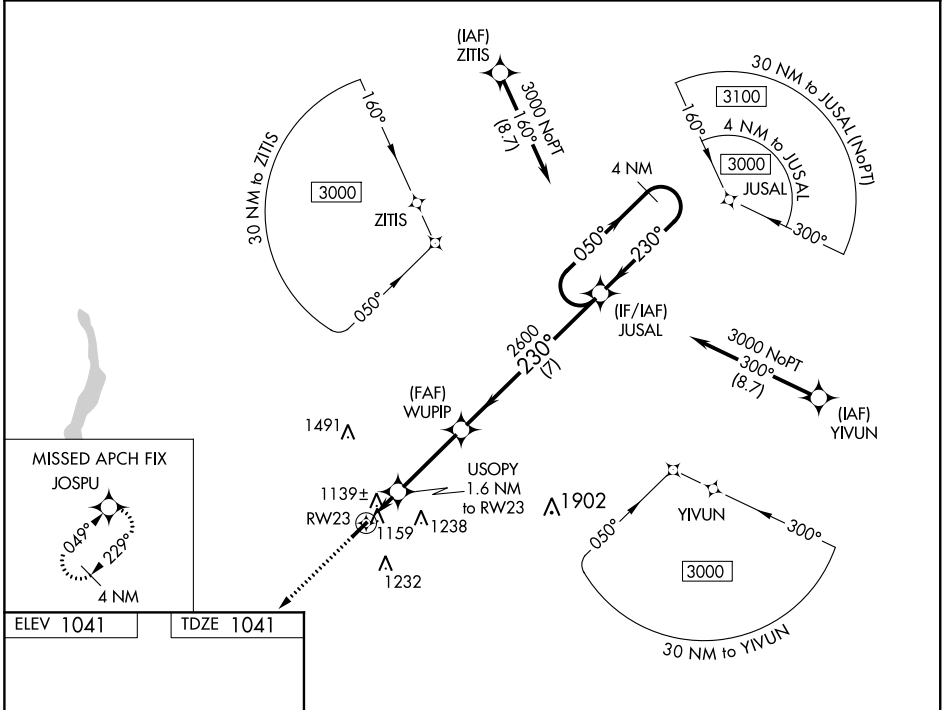 (IAF)
ZITIS
3000 NoPT
160°
(8.7)
30 NM to ZITIS
160°
3000
ZITIS
050°
30 NM to JUSAL (NoPT)
3100
160°
4 NM to JUSAL
3000
JUSAL
300°
4 NM
050°
230°
(IF/IAF)
JUSAL
2600
230°
(7)
3000 NoPT
300°
(8.7)
(IAF)
YIVUN
(FAF)
WUPIP
1491
USOPY
1.6 NM
to RW23
1139±
RW23
1159
1238
1902
1232
YIVUN
050°
300°
3000
30 NM to YIVUN
MISSED APCH FIX
JOSPU
049°
229°
4 NM
ELEV 1041
TDZE 1041